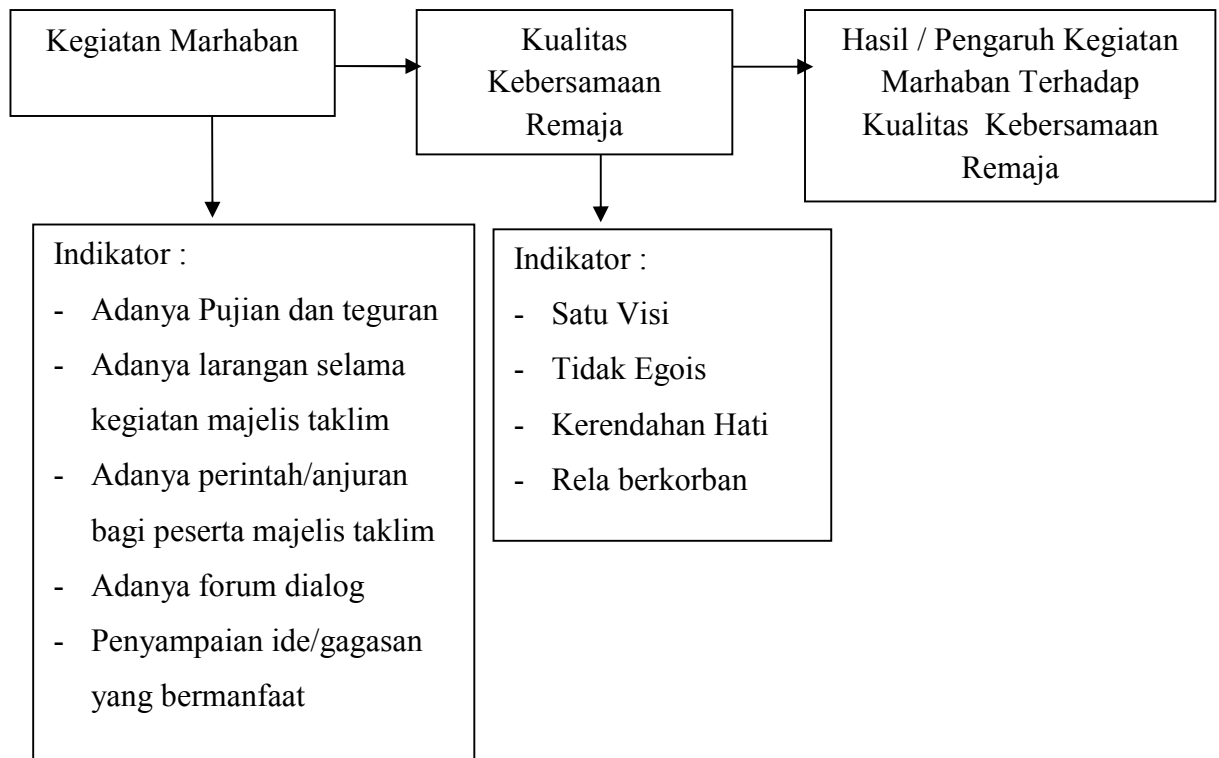 Kegiatan Marhaban
Kualitas
Kebersamaan
Remaja
Hasil / Pengaruh Kegiatan
Marhaban Terhadap
Kualitas Kebersamaan
Remaja
Indikator :
- Adanya Pujian dan teguran
- Adanya larangan selama
kegiatan majelis taklim
- Adanya perintah/anjuran
bagi peserta majelis taklim
- Adanya forum dialog
- Penyampaian ide/gagasan
yang bermanfaat
Indikator :
- Satu Visi
- Tidak Egois
- Kerendahan Hati
- Rela berkorban